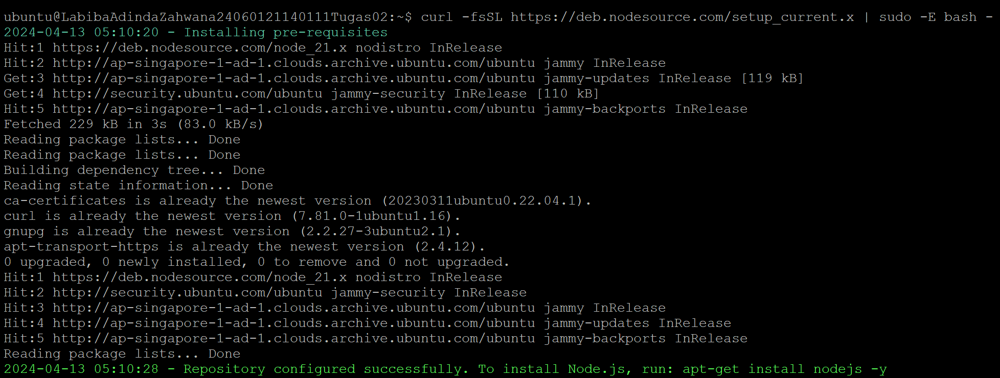 ubuntu@LabibaAdindaZahwana24060121140111Tugas02:~$ curl -fsSL https://deb.nodesource.com/setup_current.x | sudo -E bash -
2024-04-13 05:10:20 - Installing pre-requisites
Hit:1 https://deb.nodesource.com/node_21.x nodistro InRelease
Hit:2 http://ap-singapore-1-ad-1.clouds.archive.ubuntu.com/ubuntu jammy InRelease
Get:3 http://ap-singapore-1-ad-1.clouds.archive.ubuntu.com/ubuntu jammy-updates InRelease [119 kB]
Get:4 http://security.ubuntu.com/ubuntu jammy-security InRelease [110 kB]
Hit:5 http://ap-singapore-1-ad-1.clouds.archive.ubuntu.com/ubuntu jammy-backports InRelease
Fetched 229 kB in 3s (83.0 kB/s)
Reading package lists... Done
Reading package lists... Done
Building dependency tree... Done
Reading state information... Done
ca-certificates is already the newest version (20230311ubuntu0.22.04.1).
curl is already the newest version (7.81.0-1ubuntu1.16).
gnupg is already the newest version (2.2.27-3ubuntu2.1).
apt-transport-https is already the newest version (2.4.12).
0 upgraded, 0 newly installed, 0 to remove and 0 not upgraded.
Hit:1 https://deb.nodesource.com/node_21.x nodistro InRelease
Hit:2 http://security.ubuntu.com/ubuntu jammy-security InRelease
Hit:3 http://ap-singapore-1-ad-1.clouds.archive.ubuntu.com/ubuntu jammy InRelease
Hit:4 http://ap-singapore-1-ad-1.clouds.archive.ubuntu.com/ubuntu jammy-updates InRelease
Hit:5 http://ap-singapore-1-ad-1.clouds.archive.ubuntu.com/ubuntu jammy-backports InRelease
Reading package lists... Done
2024-04-13 05:10:28 - Repository configured successfully. To install Node.js, run: apt-get install nodejs -y